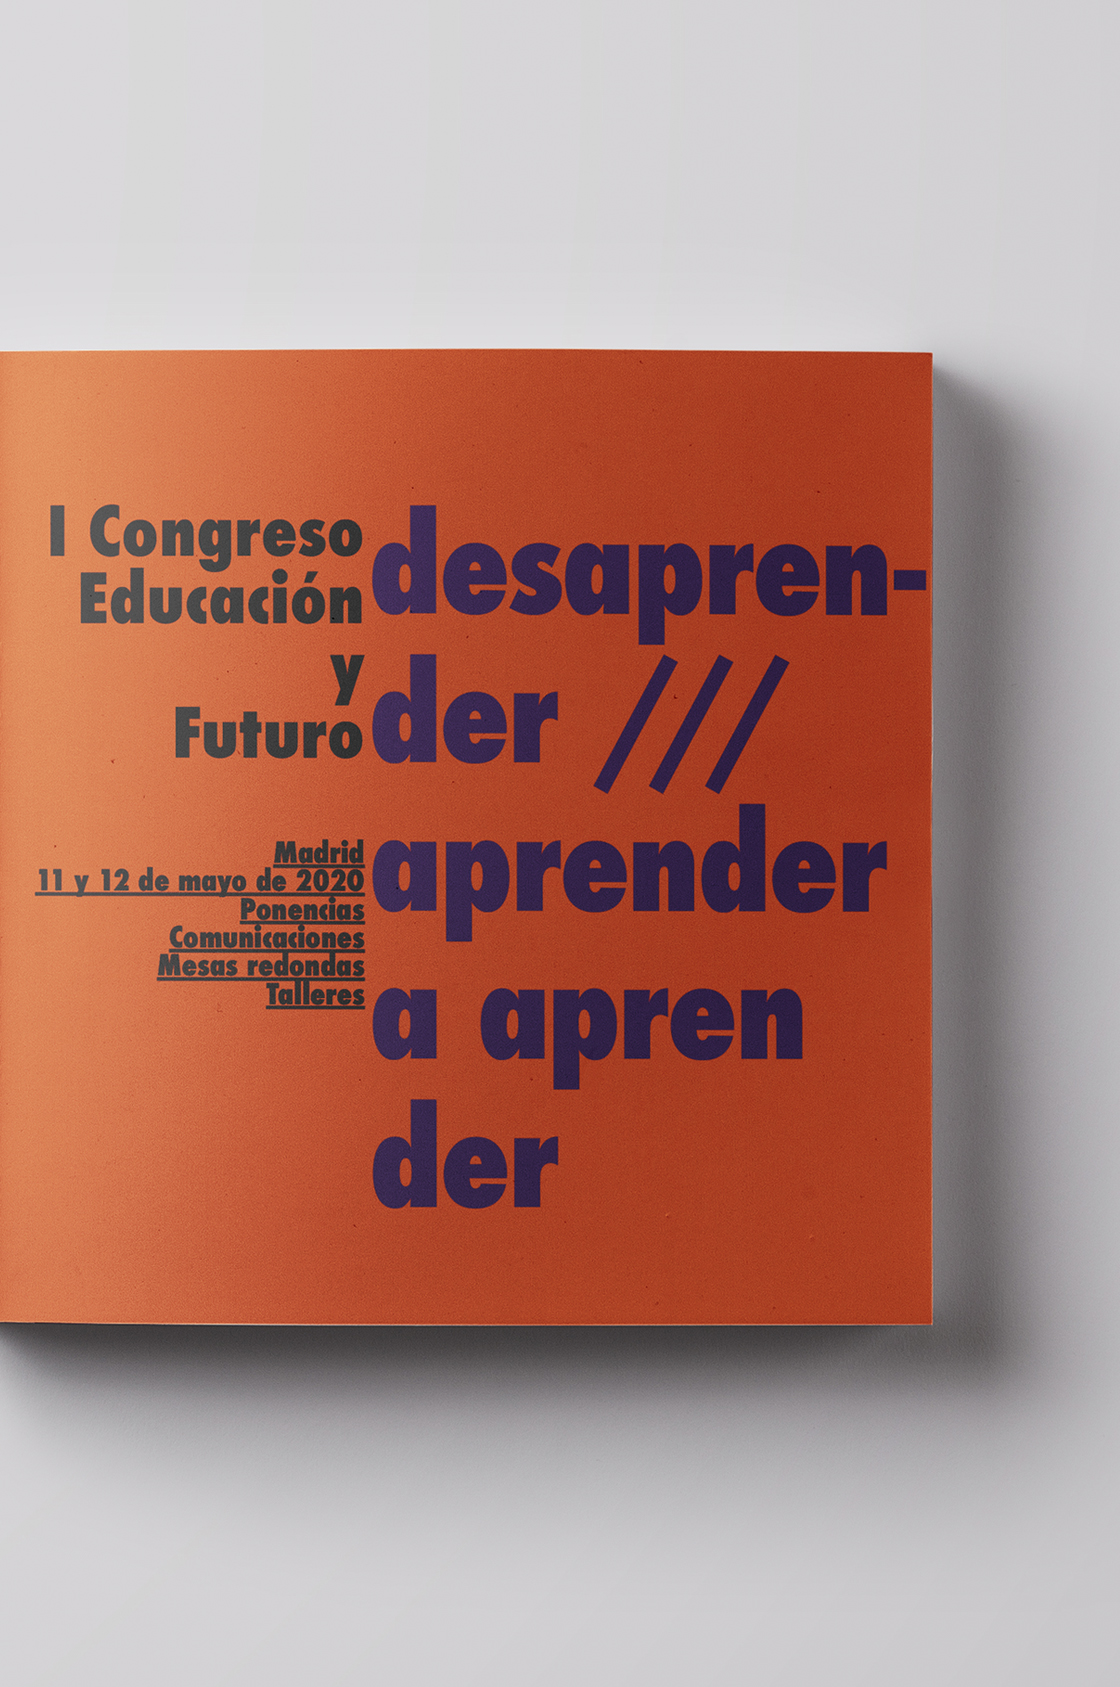 I Congreso
Educación
y
Futuro
Madrid
11 y 12 de mayo de 2020
Ponencias
Comunicaciones
Mesas redondas
Talleres
desapren-
der ///
aprender
a apren
der